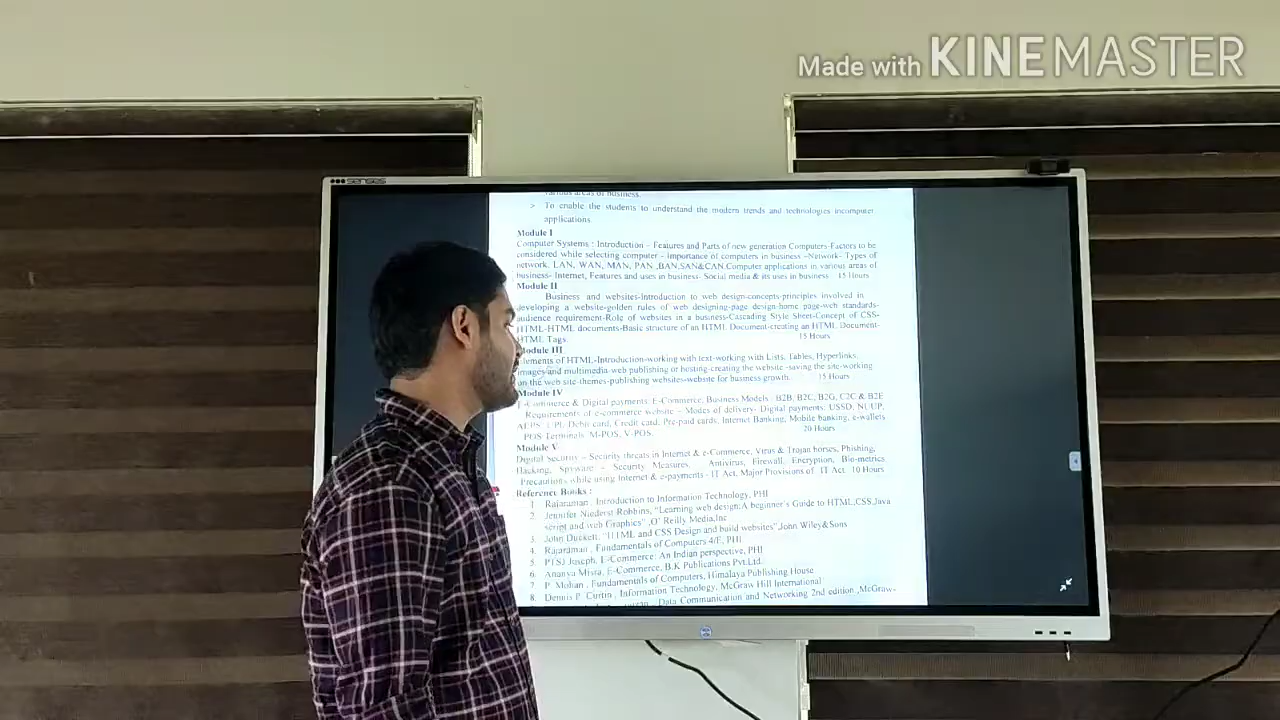 Made with KINEMASTER
various areas of business.
> To enable the students to understand the modern trends and technologies incomputer
applications.
Module I
Computer Systems : Introduction – Features and Parts of new generation Computers-Factors to be
considered while selecting computer – Importance of computers in business –Network- Types of
network, LAN, WAN, MAN, PAN ,BAN,SAN&CAN.Computer applications in various areas of
business- Internet, Features and uses in business- Social media & its uses in business 15 Hours
Module II
Business and websites-Introduction to web design-concepts-principles involved in
developing a website-golden rules of web designing-page design-home page-web standards-
audience requirement-Role of websites in a business-Cascading Style Sheet-Concept of CSS-
HTML-HTML documents-Basic structure of an HTML Document-creating an HTML Document-
HTML Tags. 15 Hours
Module III
Elements of HTML-Introduction-working with text-working with Lists, Tables, Hyperlinks,
images and multimedia-web publishing or hosting-creating the website -saving the site-working
on the web site-themes-publishing websites-website for business growth. 15 Hours
Module IV
E-Commerce & Digital payments: E-Commerce, Business Models : B2B, B2C, B2G, C2C & B2E
Requirements of e-commerce website – Modes of delivery- Digital payments: USSD, NUUP,
AEPS, UPI, Debit card, Credit card, Pre-paid cards, Internet Banking, Mobile banking, e-wallets
POS Terminals, M-POS, V-POS. 20 Hours
Module V
Digital Security – Security threats in Internet & e-Commerce, Virus & Trojan horses, Phishing,
Hacking, Spyware – Security Measures, Antivirus, Firewall, Encryption, Bio-metrics
Precautions while using Internet & e-payments - IT Act, Major Provisions of IT Act. 10 Hours
Reference Books :
1. Rajaraman , Introduction to Information Technology, PHI
2. Jennifer Niederst Robbins, "Learning web design:A beginner's Guide to HTML,CSS,Java
script and web Graphics" ,O' Reilly Media,Inc
3. John Duckett, "HTML and CSS Design and build websites",John Wiley&Sons
4. Rajaraman , Fundamentals of Computers 4/E, PHI
5. PTSJ Joseph, E-Commerce: An Indian perspective, PHI
6. Ananya Misra, E-Commerce, B.K Publications Pvt.Ltd.
7. P. Mohan , Fundamentals of Computers, Himalaya Publishing House
8. Dennis P. Curtin , Information Technology, McGraw Hill International
Data Communication and Networking 2nd edition ,McGraw-